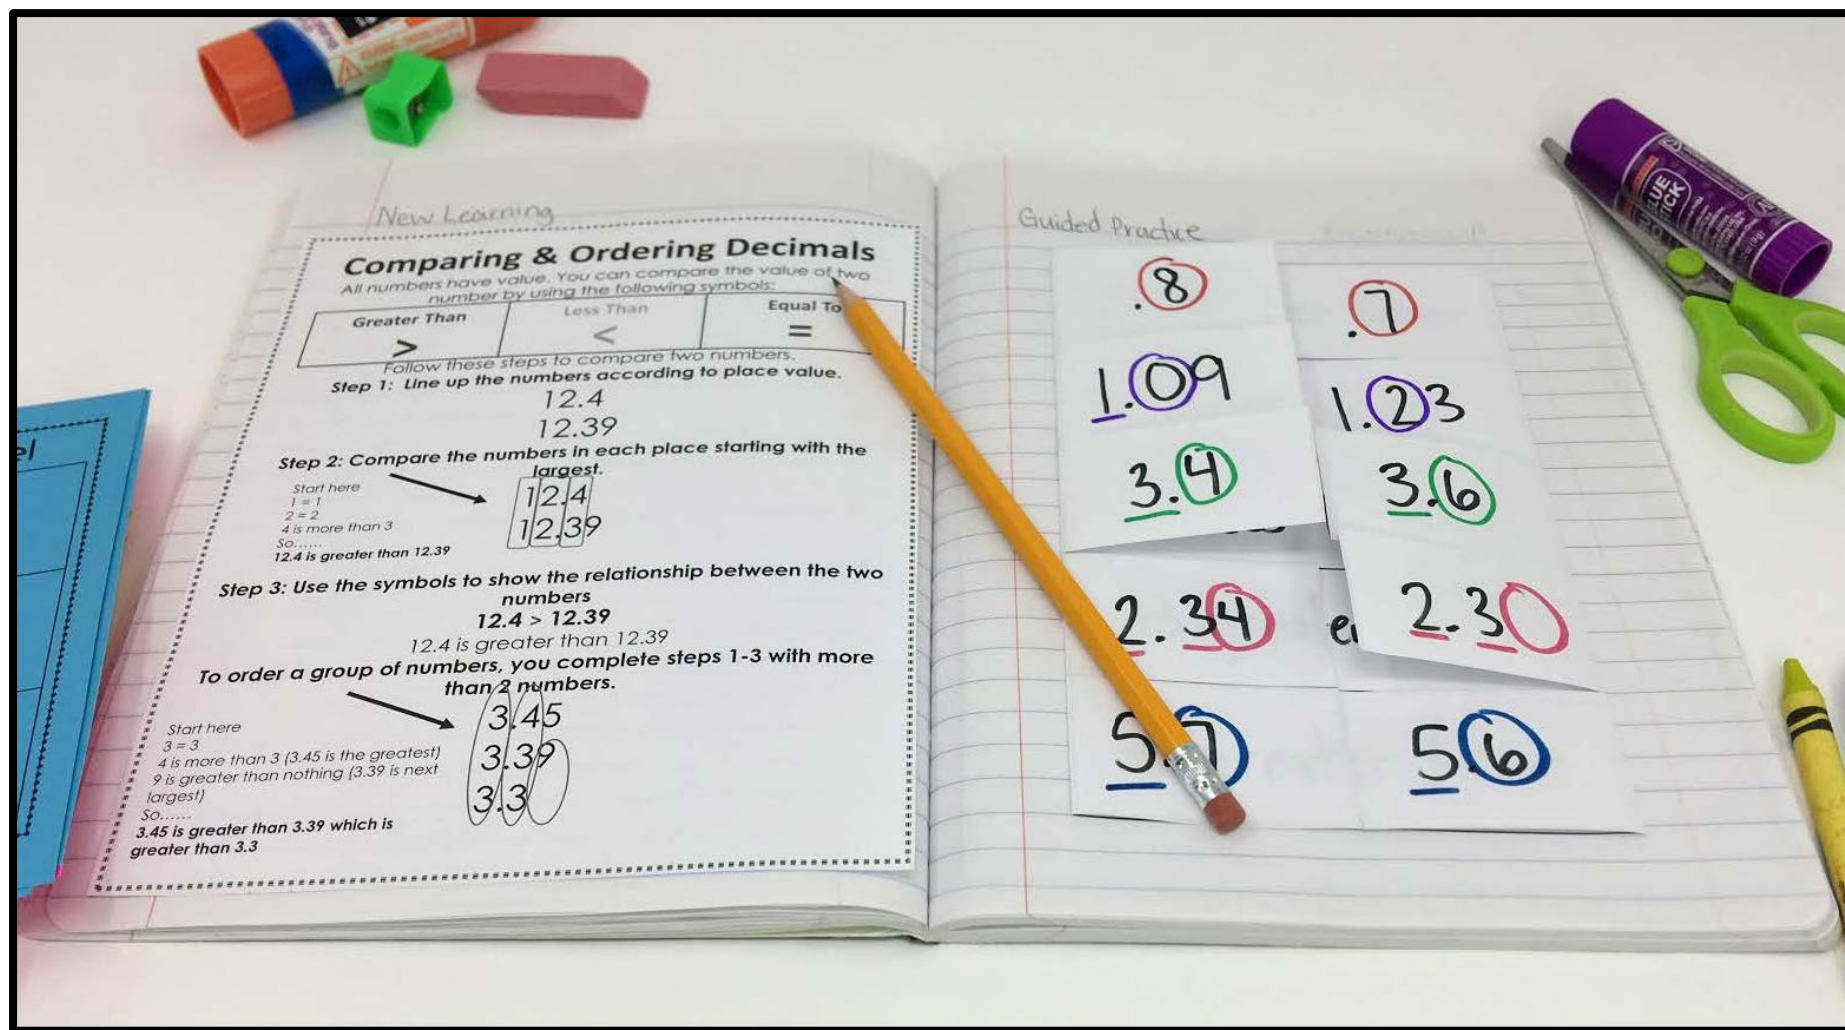 New Learning
Comparing & Ordering Decimals
All numbers have value. You can compare the value of two
number by using the following symbols:
Greater Than
>
Less Than
<
Equal To
=
Follow these steps to compare two numbers.
Step 1: Line up the numbers according to place value.
12.4
12.39
Step 2: Compare the numbers in each place starting with the
largest.
Start here
1 = 1
2 = 2
4 is more than 3
So......
12.4 is greater than 12.39
12.4
12.39
Step 3: Use the symbols to show the relationship between the two
numbers
12.4 > 12.39
12.4 is greater than 12.39
To order a group of numbers, you complete steps 1-3 with more
than 2 numbers.
Start here
3 = 3
4 is more than 3 (3.45 is the greatest)
9 is greater than nothing (3.39 is next
largest)
So......
3.45 is greater than 3.39 which is
greater than 3.3
3.45
3.39
3.3
Guided Practice
.8
.7
1.09
1.23
3.4
3.6
2.34
2.3
5.7
5.6
el
GLUE
STICK